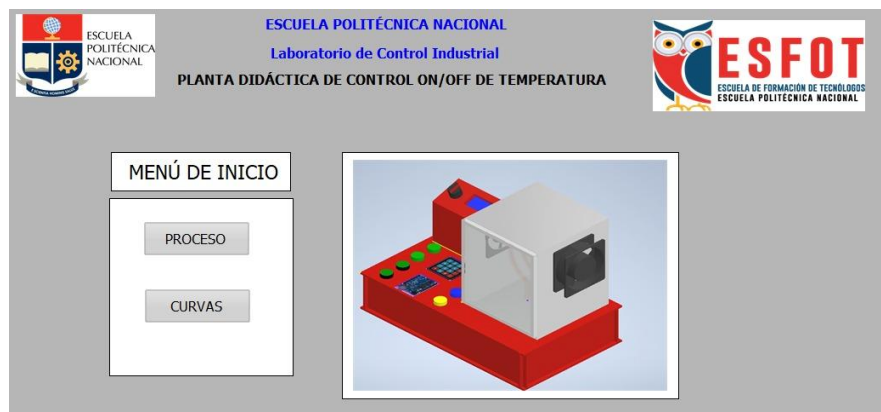 ESCUELA
POLITÉCNICA
NACIONAL
ESCUELA POLITÉCNICA NACIONAL
Laboratorio de Control Industrial
PLANTA DIDÁCTICA DE CONTROL ON/OFF DE TEMPERATURA
ESFOT
ESCUELA DE FORMACIÓN DE TECNÓLOGOS
ESCUELA POLITÉCNICA NACIONAL
MENÚ DE INICIO
PROCESO
CURVAS